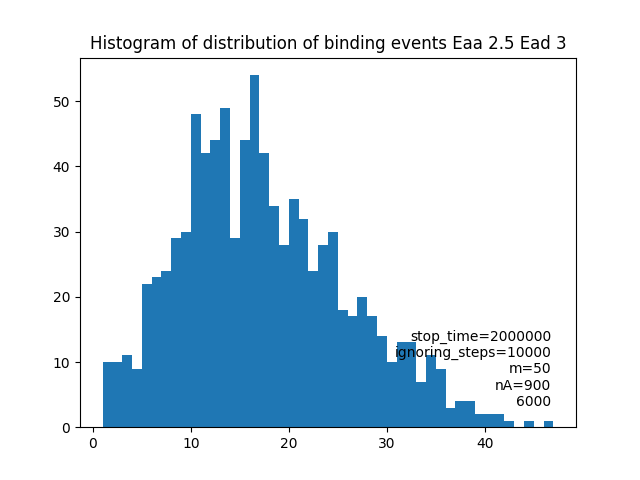 Histogram of distribution of binding events Eaa 2.5 Ead 3
50
40
30
20
10
0
stop_time=2000000
ignoring_steps=10000
m=50
nA=900
6000
0 10 20 30 40